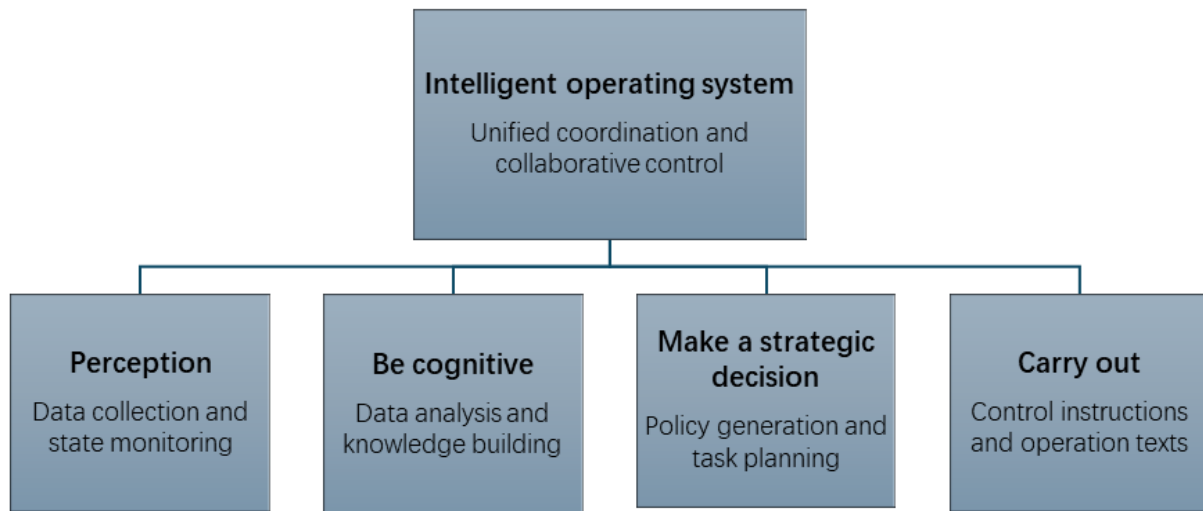 Intelligent operating system
Unified coordination and
collaborative control
Perception
Data collection and
state monitoring
Be cognitive
Data analysis and
knowledge building
Make a strategic
decision
Policy generation and
task planning
Carry out
Control instructions
and operation texts